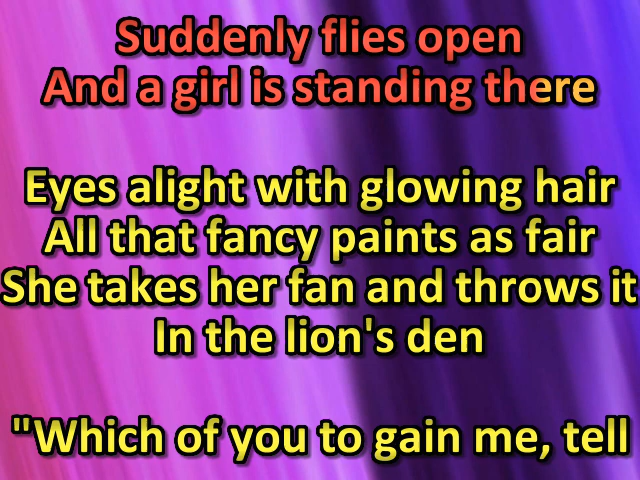 Suddenly flies open
And a girl is standing there
Eyes alight with glowing hair
All that fancy paints as fair
She takes her fan and throws it
In the lion's den
"Which of you to gain me, tell